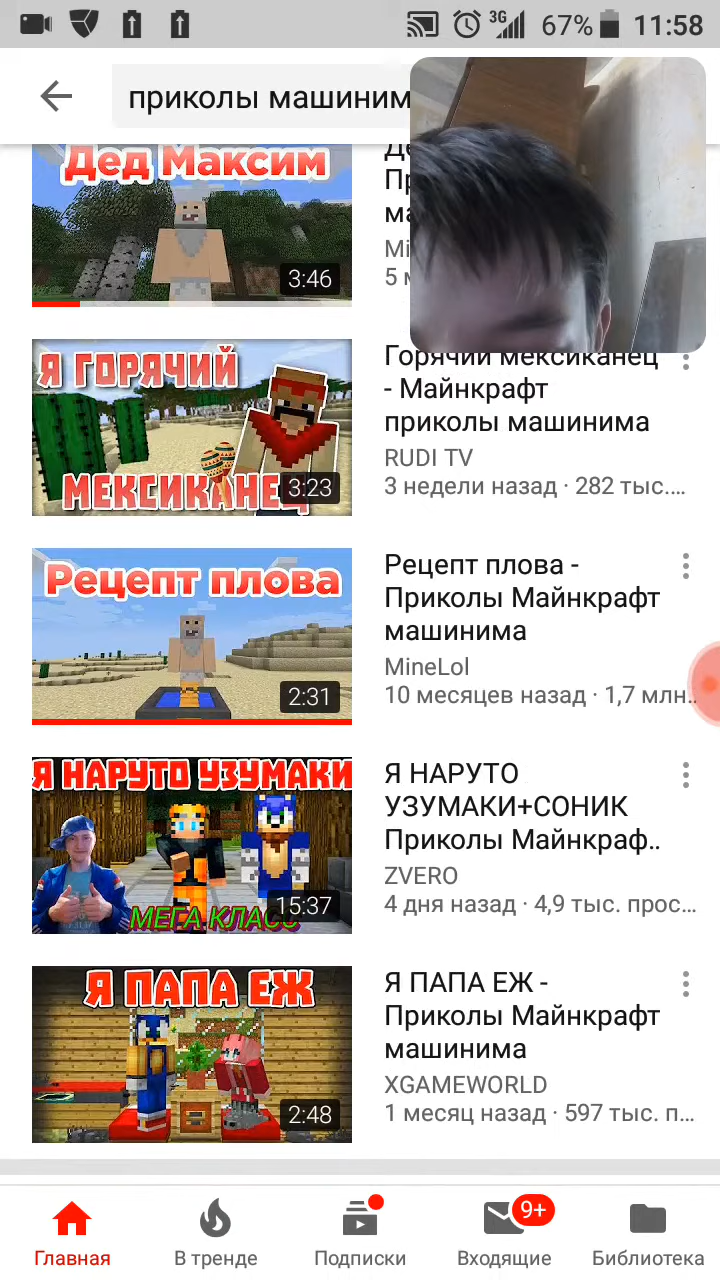 3G 67% 11:58
приколы машиним
Дед Максим
3:46
5
Я ГОРЯЧИЙ
МЕКСИКАНЕЦ
3:23
Горячий мексиканец
- Майнкрафт
приколы машинима
RUDI TV
3 недели назад · 282 тыс....
Рецепт плова
2:31
Рецепт плова -
Приколы Майнкрафт
машинима
MineLol
10 месяцев назад · 1,7 млн..
Я НАРУТО УЗУМАКИ
МЕГА КЛАСС
15:37
Я НАРУТО
УЗУМАКИ+СОНИК
Приколы Майнкраф..
ZVERO
4 дня назад · 4,9 тыс. прос...
Я ПАПА ЕЖ
2:48
Я ПАПА ЕЖ -
Приколы Майнкрафт
машинима
XGAMEWORLD
1 месяц назад · 597 тыс. п...
9+
Главная В тренде Подписки Входящие Библиотека